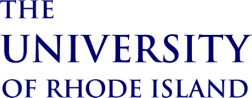 THE
UNIVERSITY
OF RHODE ISLAND